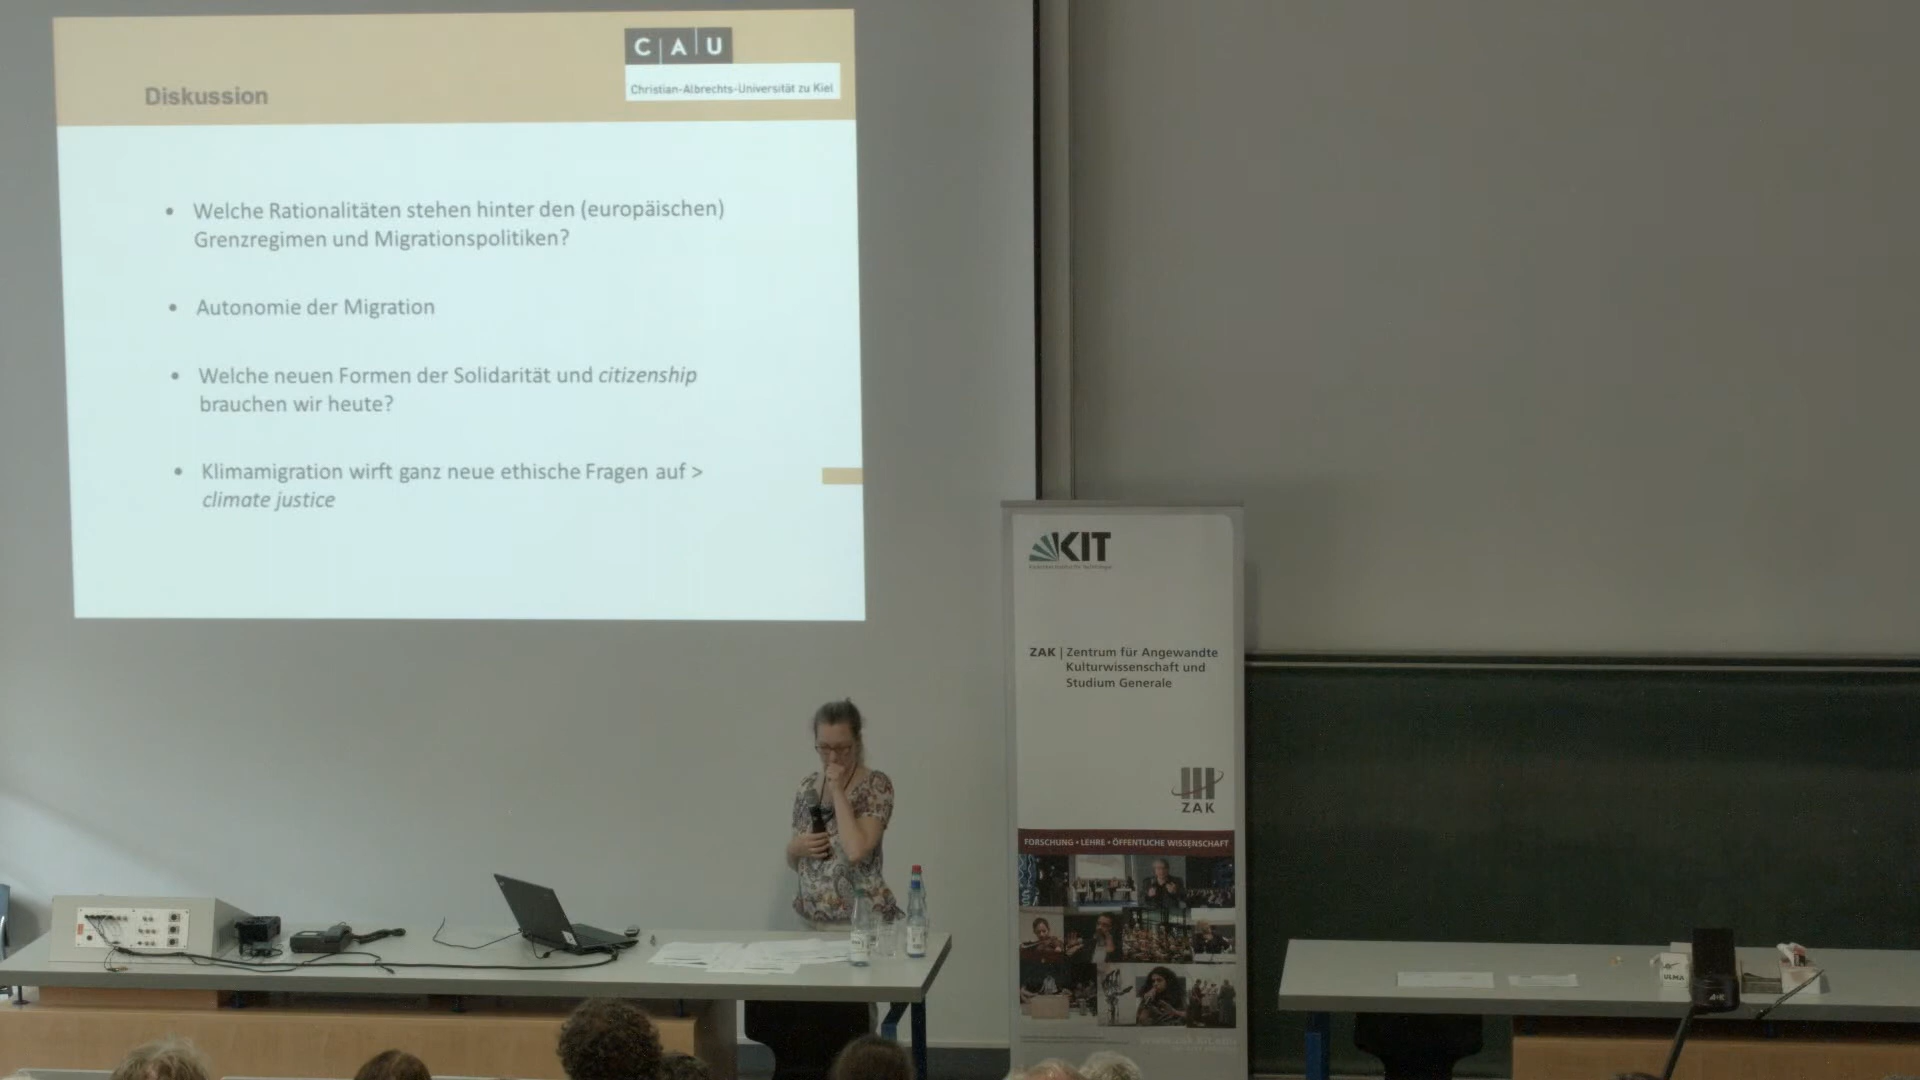 C A U
Christian-Albrechts-Universität zu Kiel
Diskussion
• Welche Rationalitäten stehen hinter den (europäischen)
Grenzregimen und Migrationspolitiken?
• Autonomie der Migration
• Welche neuen Formen der Solidarität und citizenship
brauchen wir heute?
• Klimamigration wirft ganz neue ethische Fragen auf >
climate justice
KIT
ZAK | Zentrum für Angewandte
Kulturwissenschaft und
Studium Generale
ZAK
FORSCHUNG • LEHRE • ÖFFENTLICHE WISSENSCHAFT
ULMA